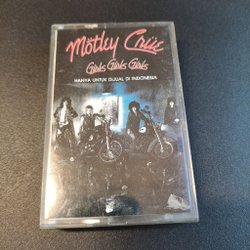 Mötley Crüe
Girls Girls Girls
HANYA UNTUK DIJUAL DI INDONESIA